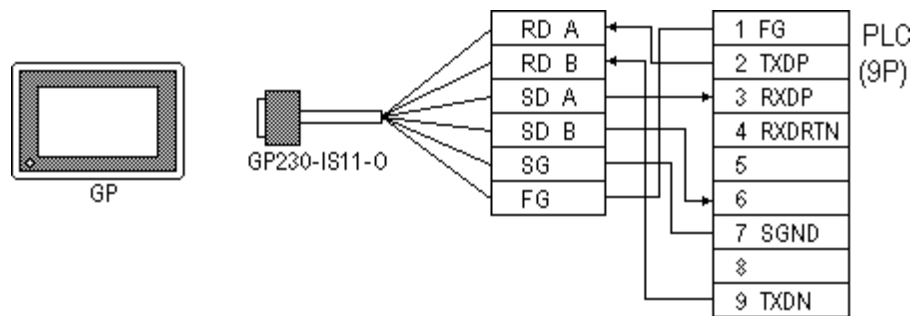 GP
GP230-IS11-O
RD A
RD B
SD A
SD B
SG
FG
1 FG
2 TXDP
3 RXDP
4 RXDRTN
5
6
7 SGND
8
9 TXDN
PLC
(9P)